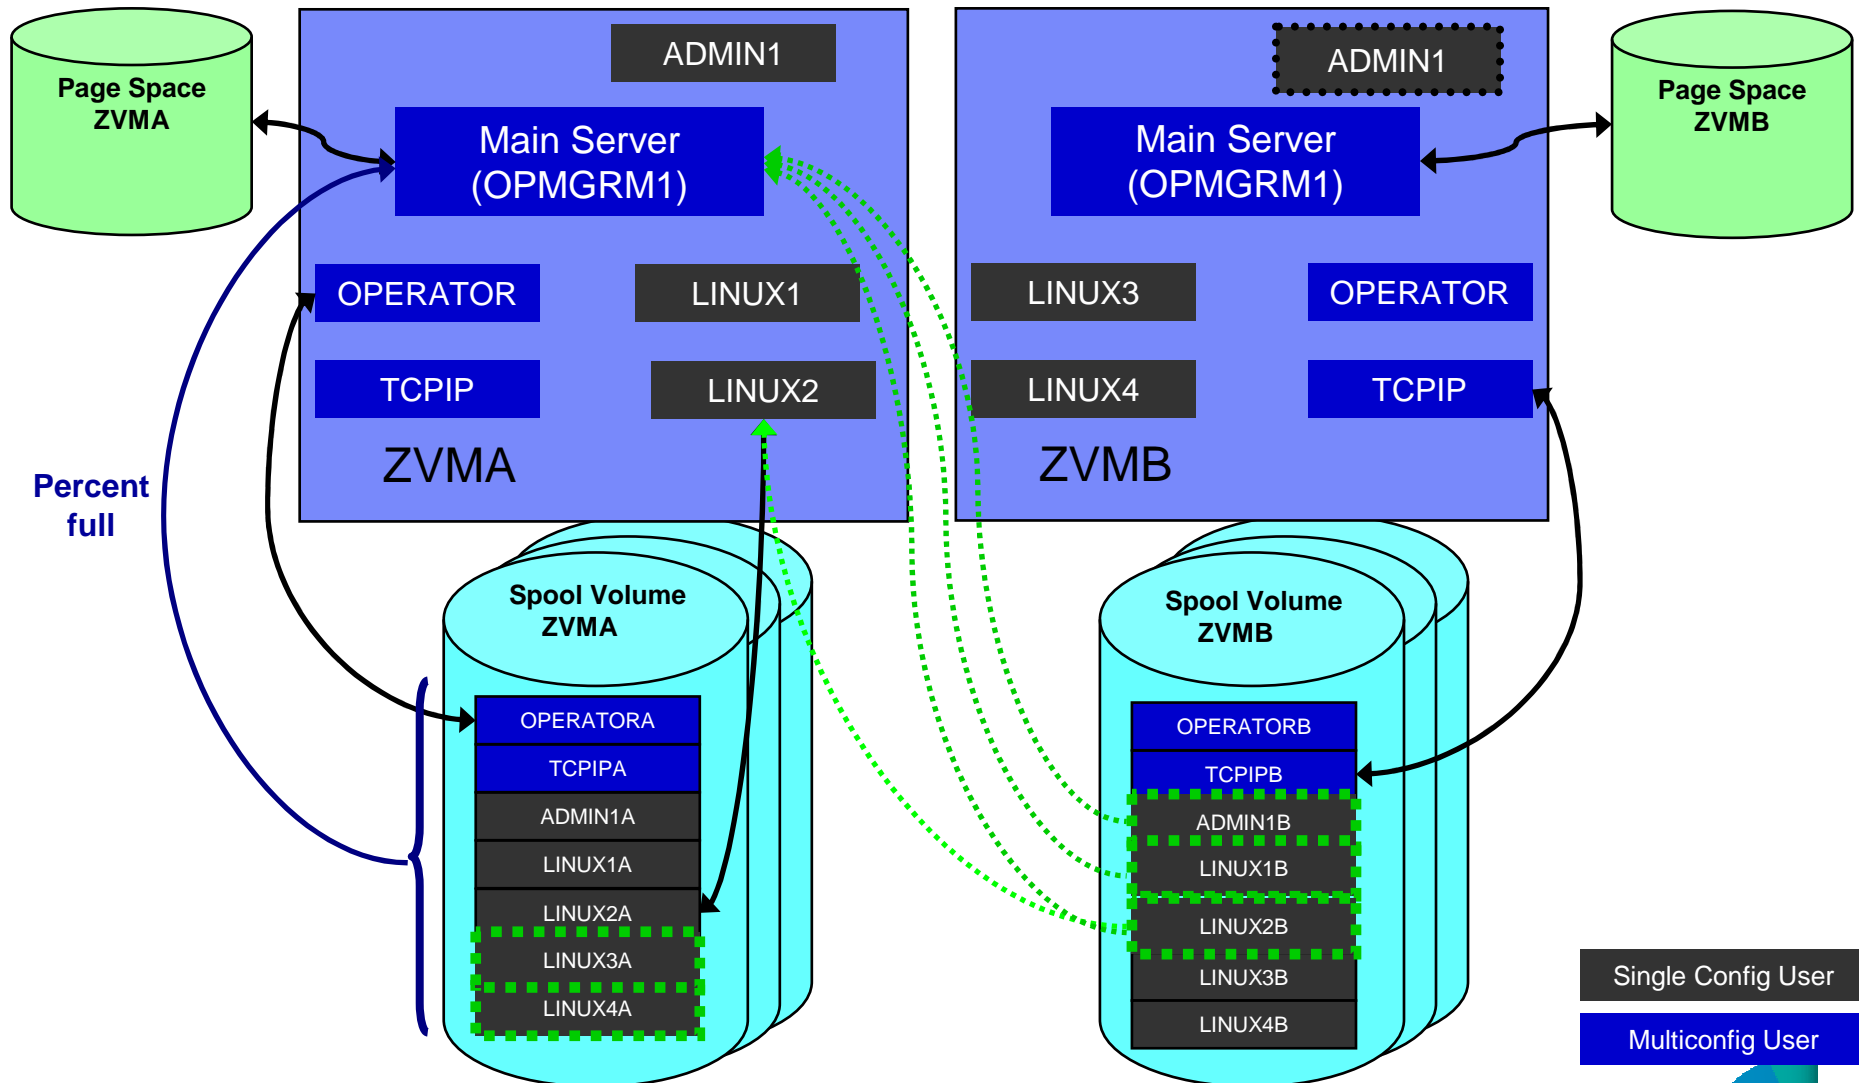 Page Space
ZVMA
ADMIN1
Main Server
(OPMGRM1)
OPERATOR
LINUX1
TCPIP
LINUX2
ZVMA
ADMIN1
Main Server
(OPMGRM1)
LINUX3
OPERATOR
LINUX4
TCPIP
ZVMB
Page Space
ZVMB
Percent
full
Spool Volume
ZVMA
OPERATORA
TCPIPA
ADMIN1A
LINUX1A
LINUX2A
LINUX3A
LINUX4A
Spool Volume
ZVMB
OPERATORB
TCPIPB
ADMIN1B
LINUX1B
LINUX2B
LINUX3B
LINUX4B
Single Config User
Multiconfig User